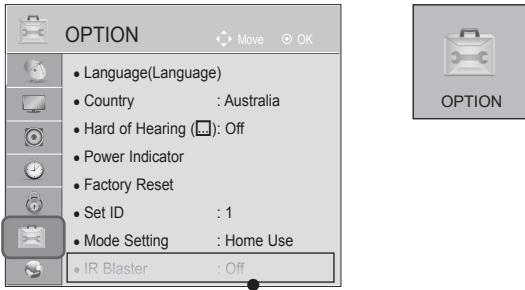 OPTION
Move OK
• Language(Language)
• Country : Australia
• Hard of Hearing (...): Off
• Power Indicator
• Factory Reset
• Set ID : 1
• Mode Setting : Home Use
• IR Blaster : Off
OPTION